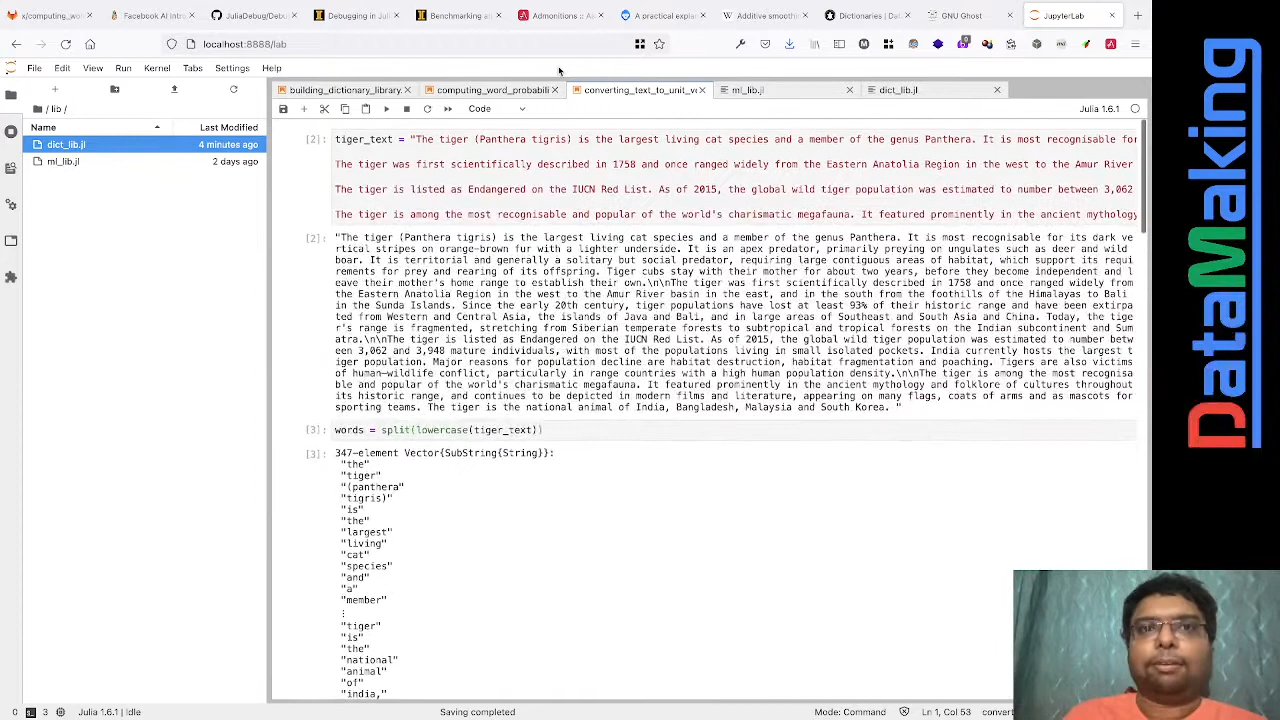 x/computing_wor
Facebook AI Intro
JuliaDebug/Debu
Debugging in Juli
Benchmarking an
Admonitions :: As
A practical explan
Additive smoothin
Dictionaries | Dat
GNU Ghost
JupyterLab
localhost:8888/lab
File Edit View Run Kernel Tabs Settings Help
/ lib /
Name Last Modified
dict_lib.jl 4 minutes ago
ml_lib.jl 2 days ago
building_dictionary_library.
computing_word_probabili
converting_text_to_unit_ve
ml_lib.jl
dict_lib.jl
Code
Julia 1.6.1
[2]: tiger_text = "The tiger (Panthera tigris) is the largest living cat species and a member of the genus Panthera. It is most recognisable for
The tiger was first scientifically described in 1758 and once ranged widely from the Eastern Anatolia Region in the west to the Amur River
The tiger is listed as Endangered on the IUCN Red List. As of 2015, the global wild tiger population was estimated to number between 3,062
The tiger is among the most recognisable and popular of the world's charismatic megafauna. It featured prominently in the ancient mythology
[2]: "The tiger (Panthera tigris) is the largest living cat species and a member of the genus Panthera. It is most recognisable for its dark ve
rtical stripes on orange–brown fur with a lighter underside. It is an apex predator, primarily preying on ungulates such as deer and wild
boar. It is territorial and generally a solitary but social predator, requiring large contiguous areas of habitat, which support its requi
rements for prey and rearing of its offspring. Tiger cubs stay with their mother for about two years, before they become independent and l
eave their mother's home range to establish their own.\n\nThe tiger was first scientifically described in 1758 and once ranged widely from
the Eastern Anatolia Region in the west to the Amur River basin in the east, and in the south from the foothills of the Himalayas to Bali
in the Sunda Islands. Since the early 20th century, tiger populations have lost at least 93% of their historic range and have been extirpa
ted from Western and Central Asia, the islands of Java and Bali, and in large areas of Southeast and South Asia and China. Today, the tige
r's range is fragmented, stretching from Siberian temperate forests to subtropical and tropical forests on the Indian subcontinent and Sum
atra.\n\nThe tiger is listed as Endangered on the IUCN Red List. As of 2015, the global wild tiger population was estimated to number betw
een 3,062 and 3,948 mature individuals, with most of the populations living in small isolated pockets. India currently hosts the largest t
iger population. Major reasons for population decline are habitat destruction, habitat fragmentation and poaching. Tigers are also victims
of human–wildlife conflict, particularly in range countries with a high human population density.\n\nThe tiger is among the most recognisa
ble and popular of the world's charismatic megafauna. It featured prominently in the ancient mythology and folklore of cultures throughout
its historic range, and continues to be depicted in modern films and literature, appearing on many flags, coats of arms and as mascots for
sporting teams. The tiger is the national animal of India, Bangladesh, Malaysia and South Korea. "
[3]: words = split(lowercase(tiger_text))
[3]: 347-element Vector{SubString{String}}:
"the"
"tiger"
"(panthera"
"tigris)"
"is"
"the"
"largest"
"living"
"cat"
"species"
"and"
"a"
"member"
⋮
"tiger"
"is"
"the"
"national"
"animal"
"of"
"india,"
0 3 Julia 1.6.1 | Idle
Saving completed
Mode: Command
Ln 1, Col 53
convert
DataMaking